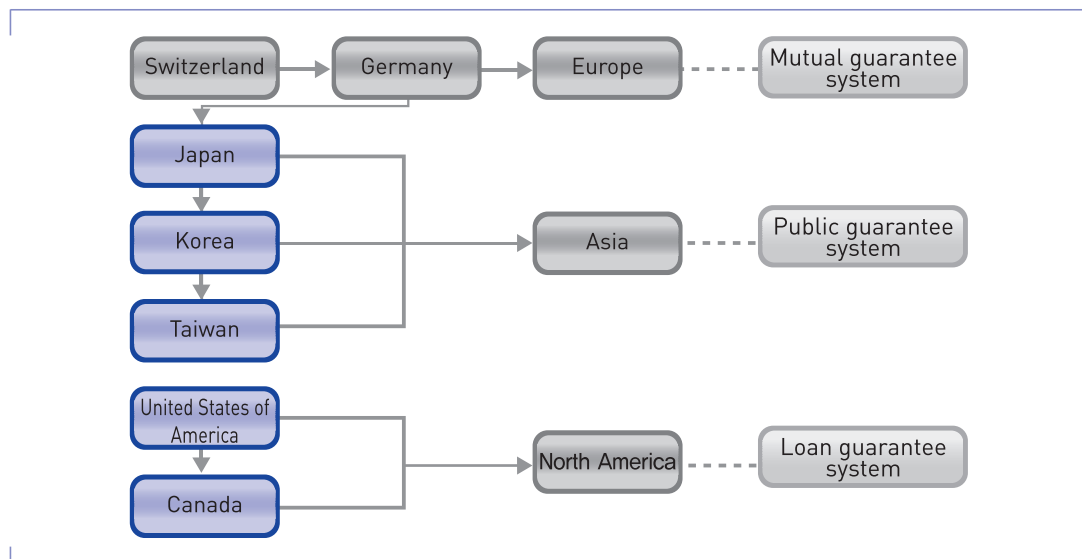 Switzerland
Germany
Europe
Mutual guarantee
system
Japan
Korea
Asia
Public guarantee
system
Taiwan
United States of
America
North America
Loan guarantee
system
Canada